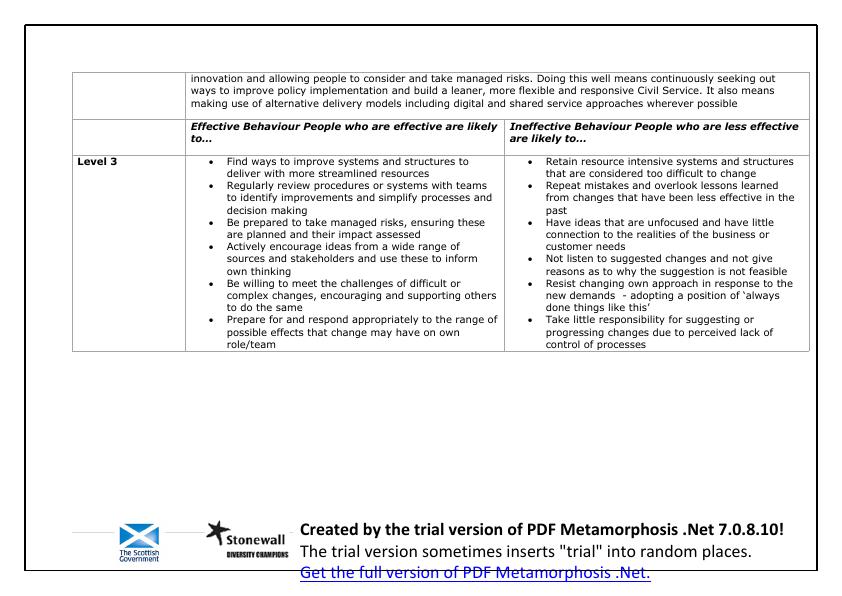 innovation and allowing people to consider and take managed risks. Doing this well means continuously seeking out
ways to improve policy implementation and build a leaner, more flexible and responsive Civil Service. It also means
making use of alternative delivery models including digital and shared service approaches wherever possible
Effective Behaviour People who are effective are likely
to…
Ineffective Behaviour People who are less effective
are likely to…
Level 3
• Find ways to improve systems and structures to
deliver with more streamlined resources
• Regularly review procedures or systems with teams
to identify improvements and simplify processes and
decision making
• Be prepared to take managed risks, ensuring these
are planned and their impact assessed
• Actively encourage ideas from a wide range of
sources and stakeholders and use these to inform
own thinking
• Be willing to meet the challenges of difficult or
complex changes, encouraging and supporting others
to do the same
• Prepare for and respond appropriately to the range of
possible effects that change may have on own
role/team
• Retain resource intensive systems and structures
that are considered too difficult to change
• Repeat mistakes and overlook lessons learned
from changes that have been less effective in the
past
• Have ideas that are unfocused and have little
connection to the realities of the business or
customer needs
• Not listen to suggested changes and not give
reasons as to why the suggestion is not feasible
• Resist changing own approach in response to the
new demands - adopting a position of ‘always
done things like this’
• Take little responsibility for suggesting or
progressing changes due to perceived lack of
control of processes
The Scottish
Government
Stonewall
DIVERSITY CHAMPIONS
Created by the trial version of PDF Metamorphosis .Net 7.0.8.10!
The trial version sometimes inserts "trial" into random places.
Get the full version of PDF Metamorphosis .Net.